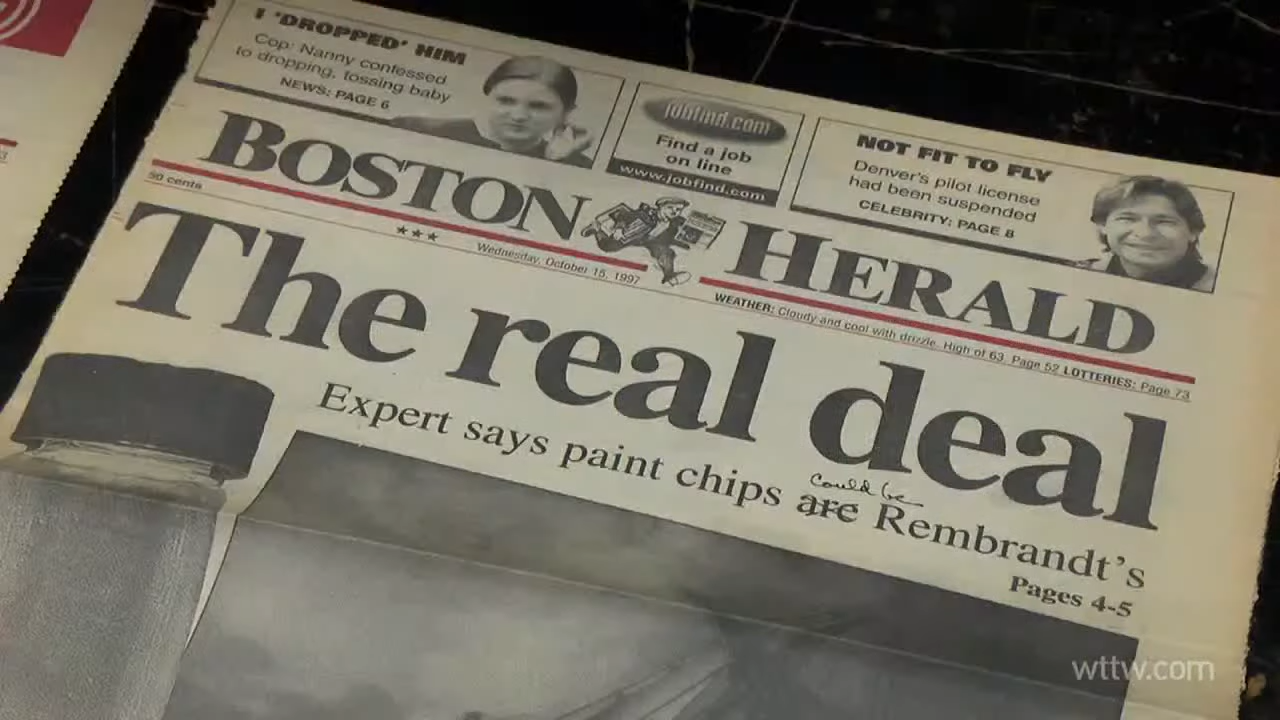 I 'DROPPED' HIM
Cop: Nanny confessed
to dropping, tossing baby
NEWS: PAGE 6
jobfind.com
Find a job
on line
www.jobfind.com
NOT FIT TO FLY
Denver's pilot license
had been suspended
CELEBRITY: PAGE 8
BOSTON HERALD
50 cents
★★★
Wednesday, October 15, 1997
WEATHER: Cloudy and cool with drizzle. High of 63. Page 52 LOTTERIES: Page 73
The real deal
Expert says paint chips are Rembrandt's
could be
Pages 4-5
wttw.com